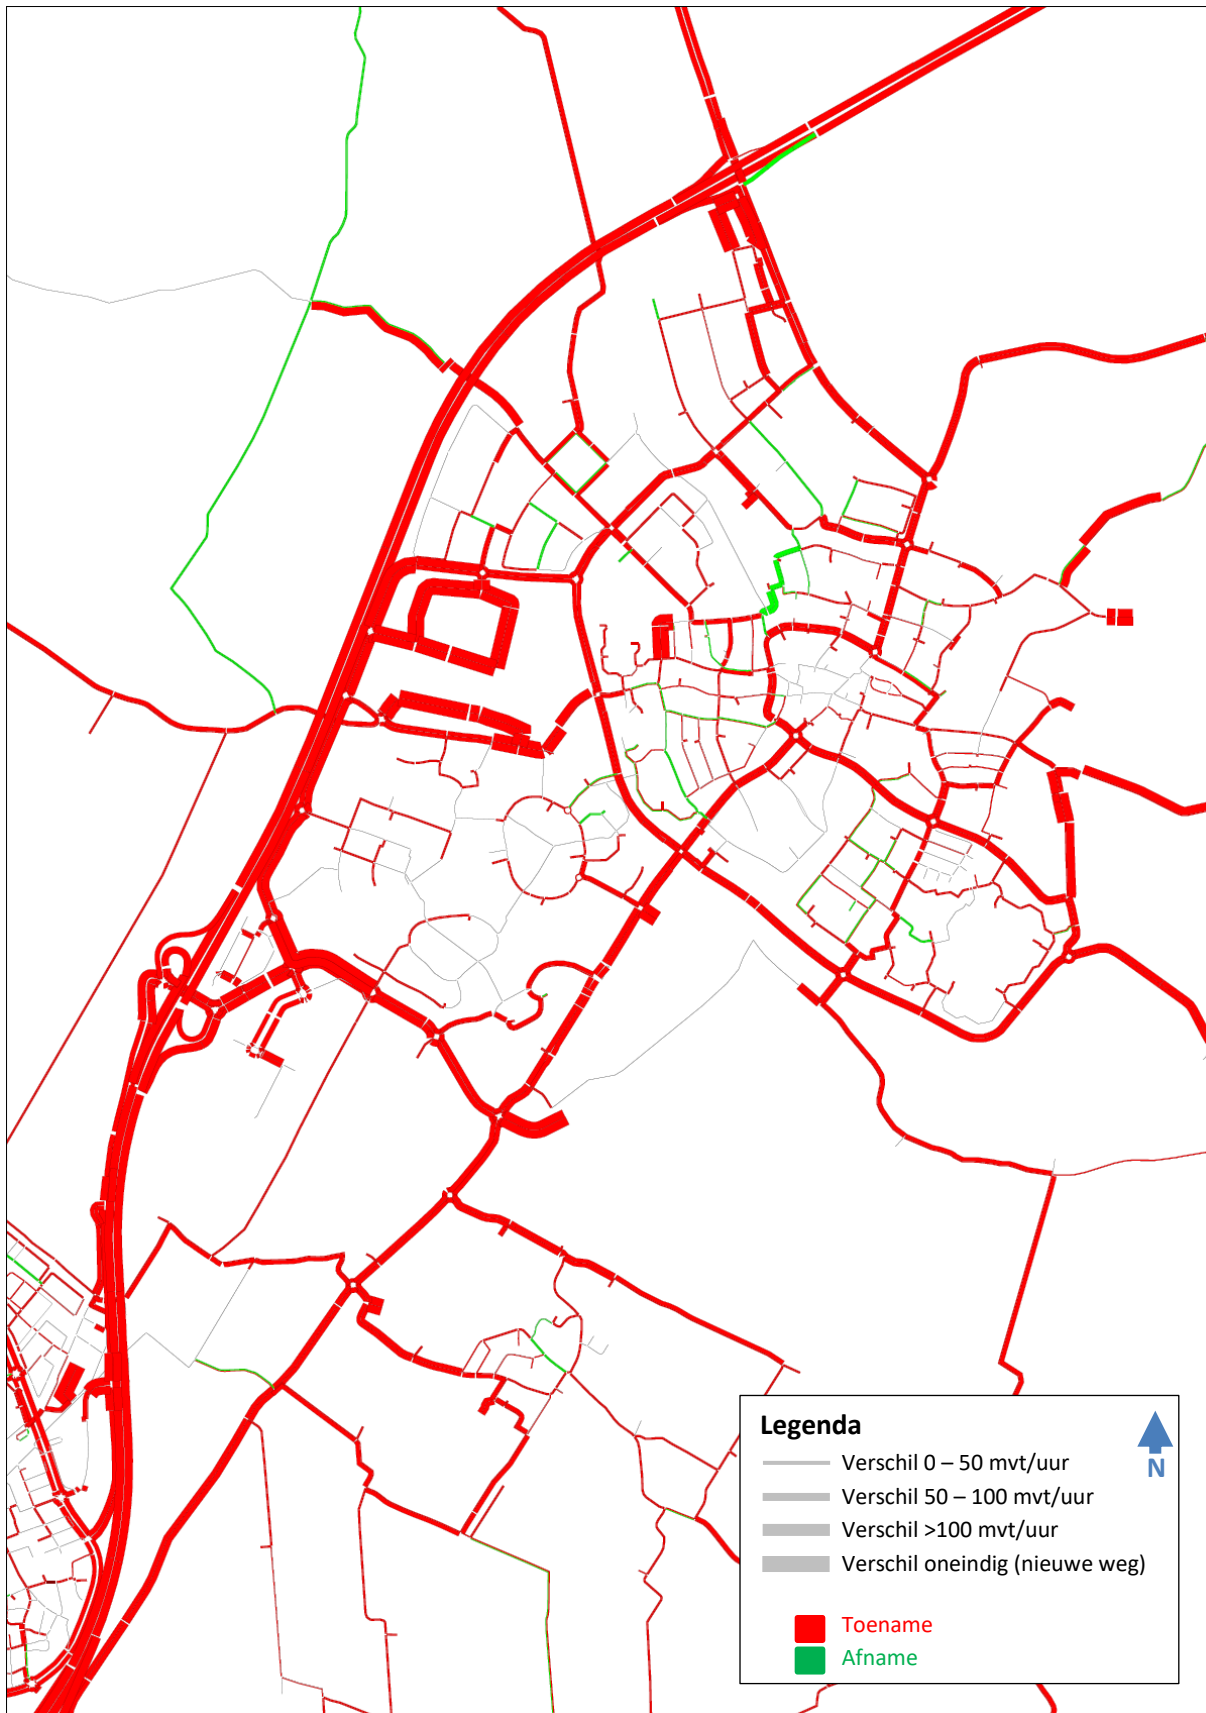 Legenda
Verschil 0 – 50 mvt/uur
Verschil 50 – 100 mvt/uur
Verschil >100 mvt/uur
Verschil oneindig (nieuwe weg)
Toename
Afname
N